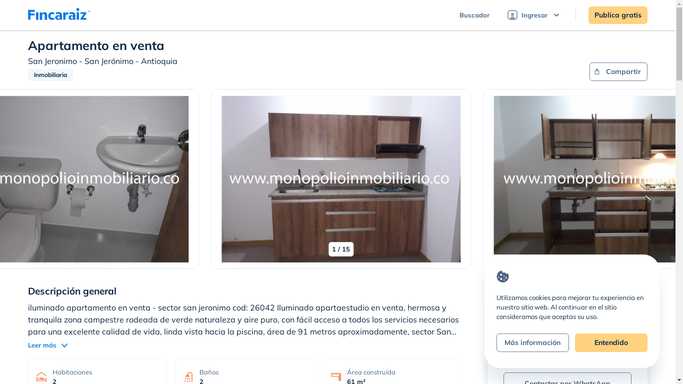 Fincaraiz
Buscador
Ingresar
Publica gratis
Apartamento en venta
San Jeronimo - San Jerónimo - Antioquia
Inmobiliaria
Compartir
www.monopolioinmobiliario.co
monopolioinmobiliario.co
www.monopolioinmobiliario
1 / 15
Descripción general
iluminado apartamento en venta - sector san jeronimo cod: 26042 Iluminado apartaestudio en venta, hermosa y
tranquila zona campestre rodeada de verde naturaleza y aire puro, con fácil acceso a todos los servicios necesarios
para una excelente calidad de vida, linda vista hacia la piscina, área de 91 metros aproximadamente, sector San...
Leer más
Habitaciones
2
Baños
2
Área construida
61 m²
Utilizamos cookies para mejorar tu experiencia en
nuestro sitio web. Al continuar en el sitio
consideramos que aceptas su uso.
Más información
Entendido
Contactar por WhatsApp